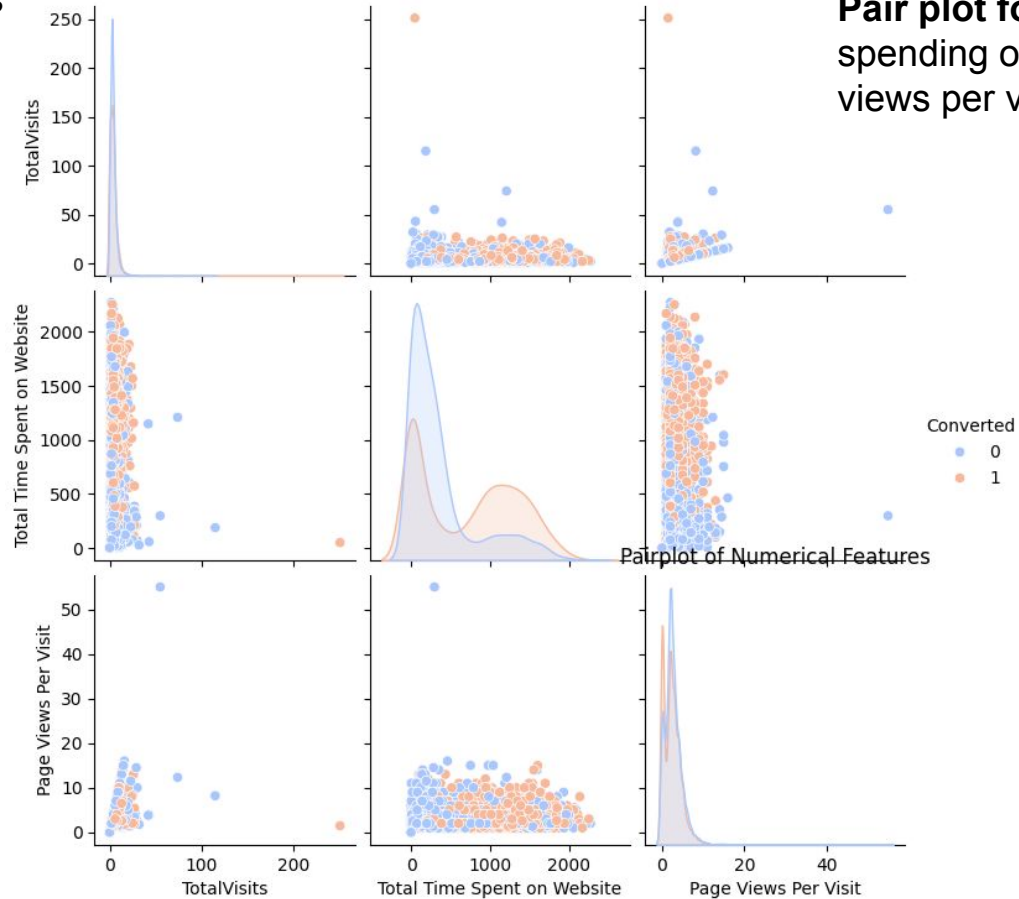 Pair plot fo
spending o
views per v
250
200
150
100
50
0
TotalVisits
2000
1500
1000
500
0
Total Time Spent on Website
Converted
0
1
Pairplot of Numerical Features
50
40
30
20
10
0
Page Views Per Visit
0 100 200
TotalVisits
0 1000 2000
Total Time Spent on Website
0 20 40
Page Views Per Visit